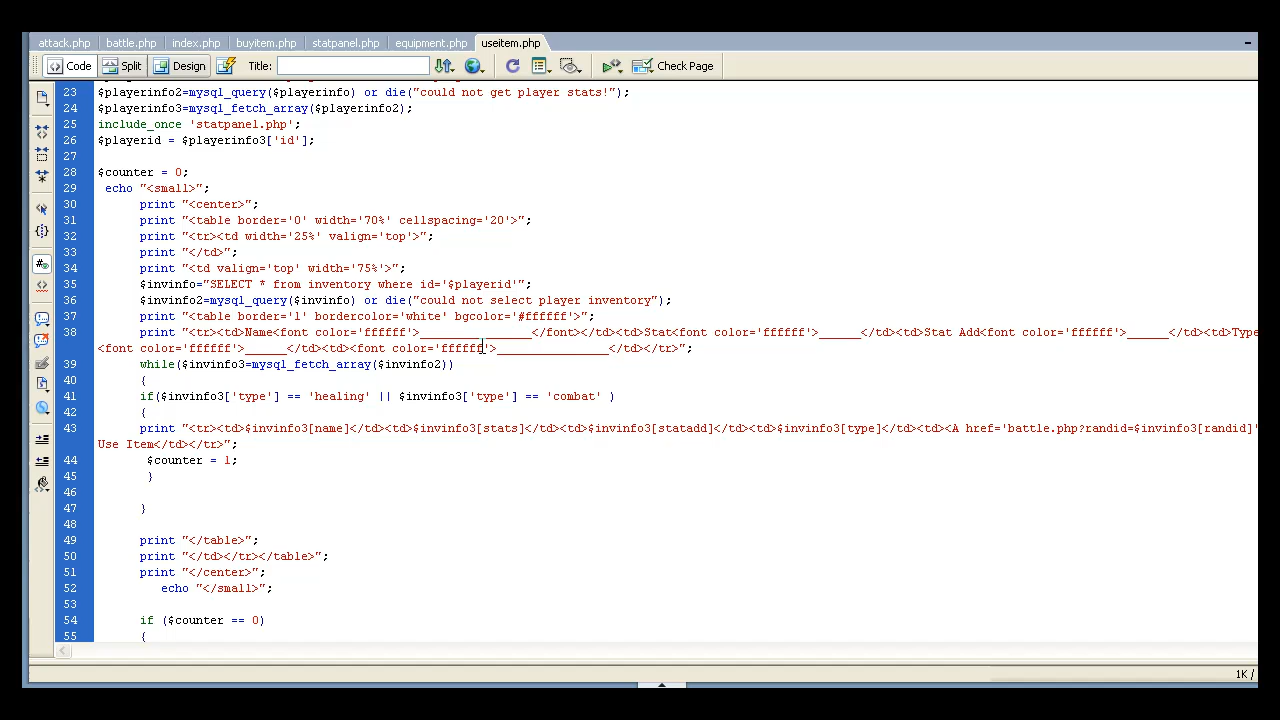 attack.php battle.php index.php buyitem.php statpanel.php equipment.php useitem.php
Code Split Design Title: Check Page
23 $playerinfo2=mysql_query($playerinfo) or die("could not get player stats!");
24 $playerinfo3=mysql_fetch_array($playerinfo2);
25 include_once 'statpanel.php';
26 $playerid = $playerinfo3['id'];
27
28 $counter = 0;
29 echo "<small>";
30 print "<center>";
31 print "<table border='0' width='70%' cellspacing='20'>";
32 print "<tr><td width='25%' valign='top'>";
33 print "</td>";
34 print "<td valign='top' width='75%'>";
35 $invinfo="SELECT * from inventory where id='$playerid'";
36 $invinfo2=mysql_query($invinfo) or die("could not select player inventory");
37 print "<table border='1' bordercolor='white' bgcolor='#ffffff'>";
38 print "<tr><td>Name<font color='ffffff'>________________</font></td><td>Stat<font color='ffffff'>______</td><td>Stat Add<font color='ffffff'>______</td><td>Type
<font color='ffffff'>______</td><td><font color='ffffff'>________________</td></tr>";
39 while($invinfo3=mysql_fetch_array($invinfo2))
40 {
41 if($invinfo3['type'] == 'healing' || $invinfo3['type'] == 'combat' )
42 {
43 print "<tr><td>$invinfo3[name]</td><td>$invinfo3[stats]</td><td>$invinfo3[statadd]</td><td>$invinfo3[type]</td><td><A href='battle.php?randid=$invinfo3[randid]'
Use Item</td></tr>";
44 $counter = 1;
45 }
46
47 }
48
49 print "</table>";
50 print "</td></tr></table>";
51 print "</center>";
52 echo "</small>";
53
54 if ($counter == 0)
55 {
1K /